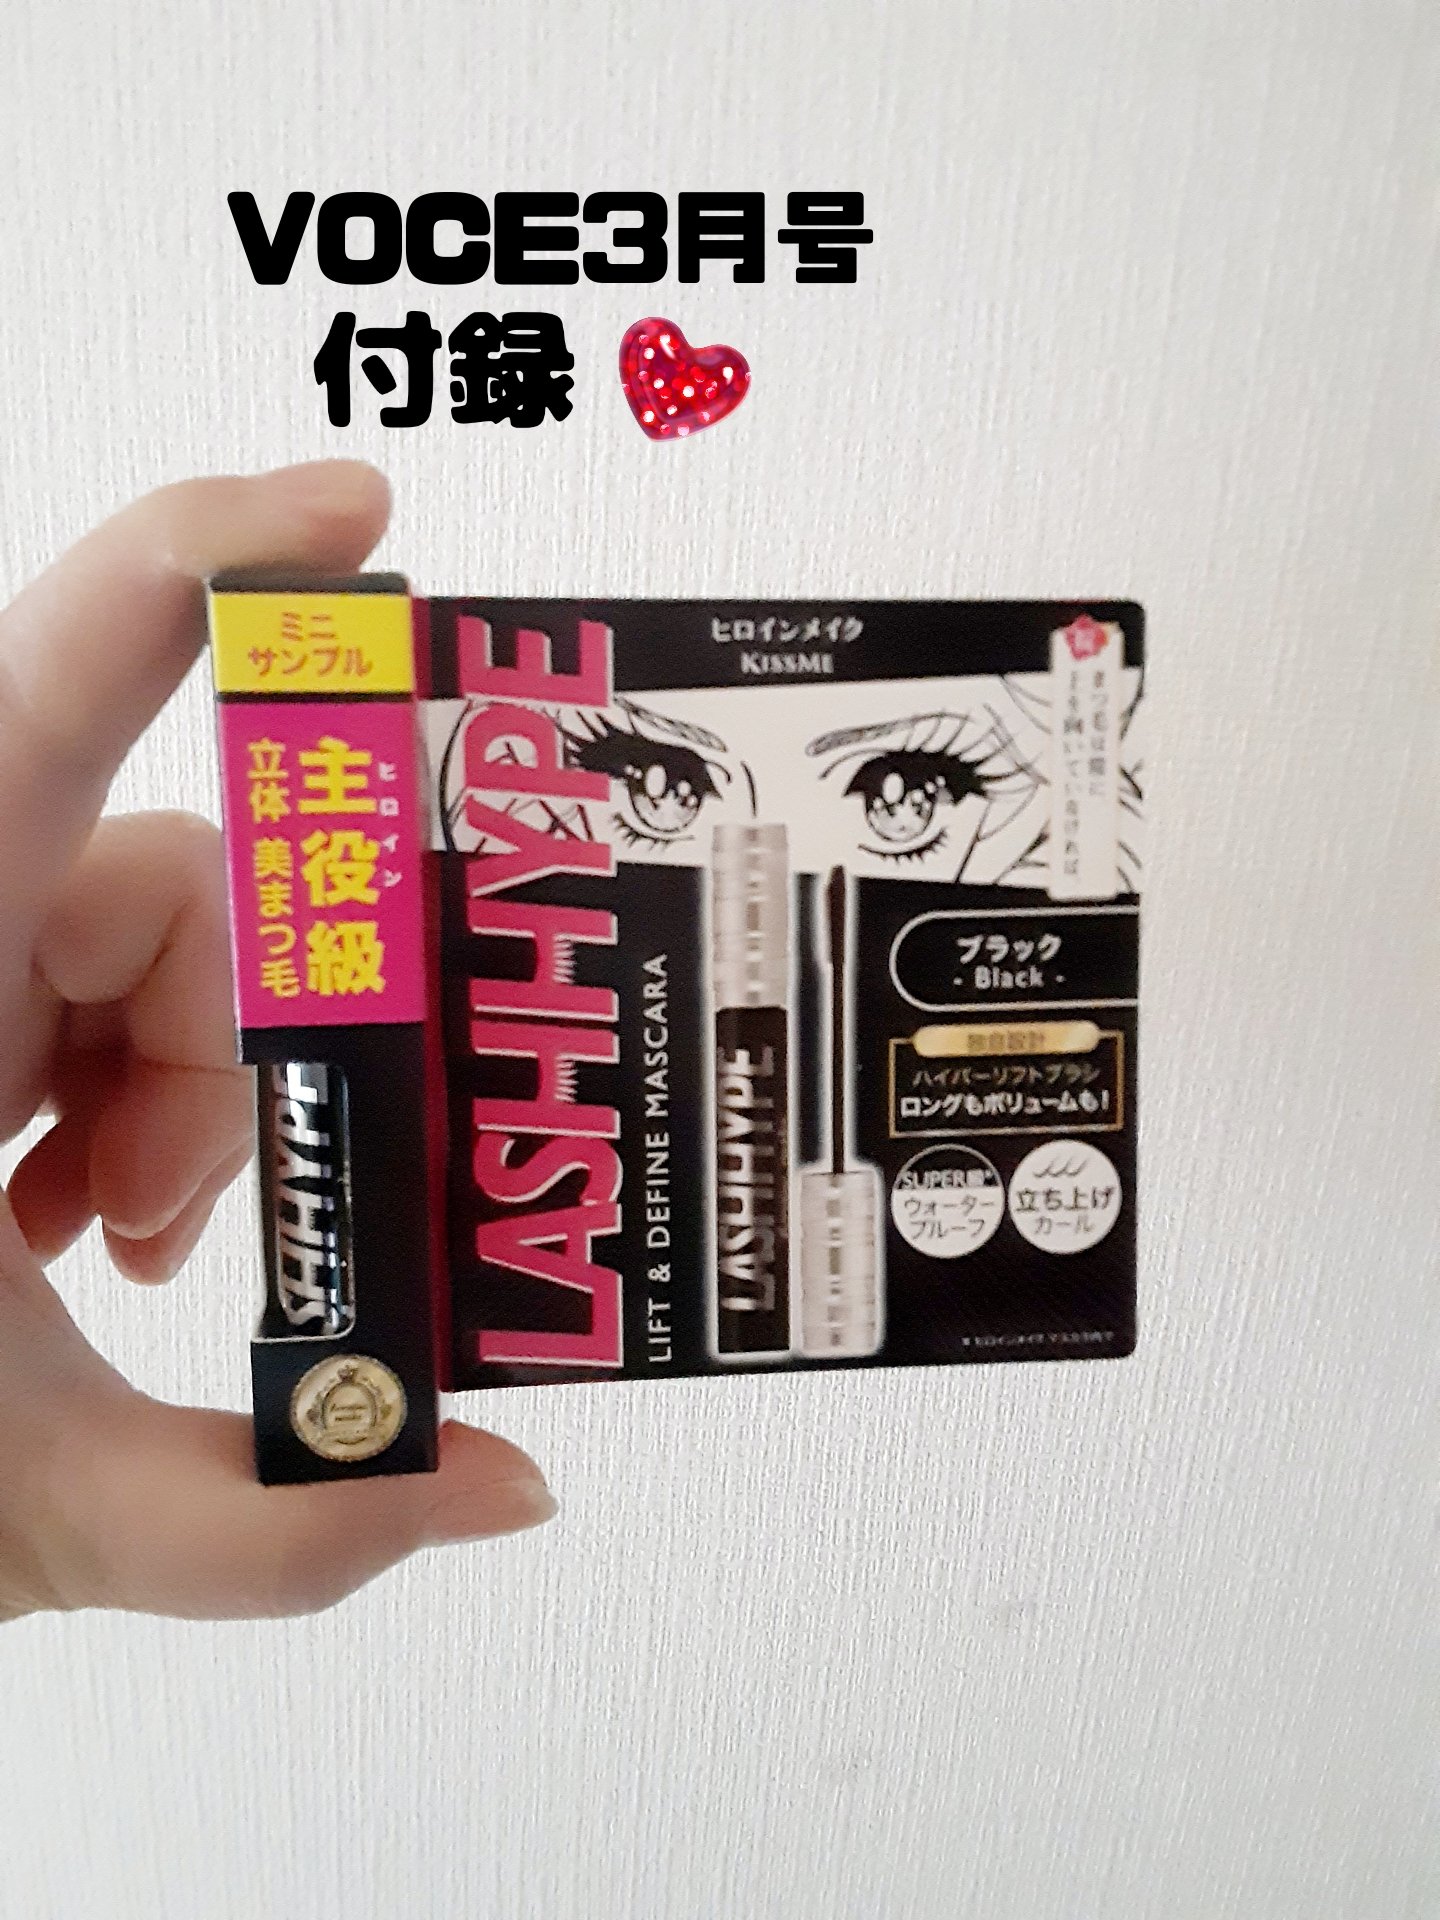 VOCE3月号
付録
ミニ
サンプル
主役級
ヒロイン
立体 美まつ毛
SHHYPE
LASHHYPE
LIFT & DEFINE MASCARA
ヒロインメイク
KISSME
LASHHYPE
ブラック
- Black -
独自設計
ハイパーリフトブラシ
ロングもボリュームも!
ウォーター
プルーフ
立ち上げ
カール